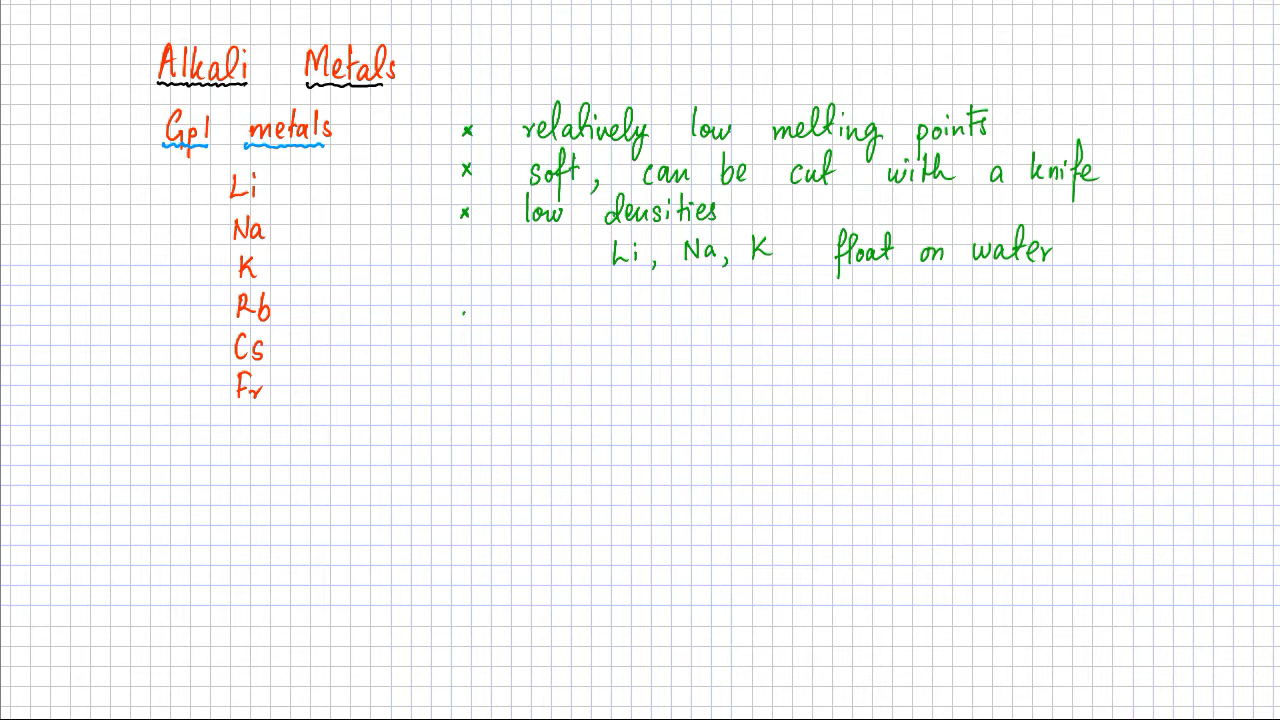 Alkali Metals
Gp1 metals
Li
Na
K
Rb
Cs
Fr
× relatively low melting points
× soft, can be cut with a knife
× low densities
Li, Na, K float on water